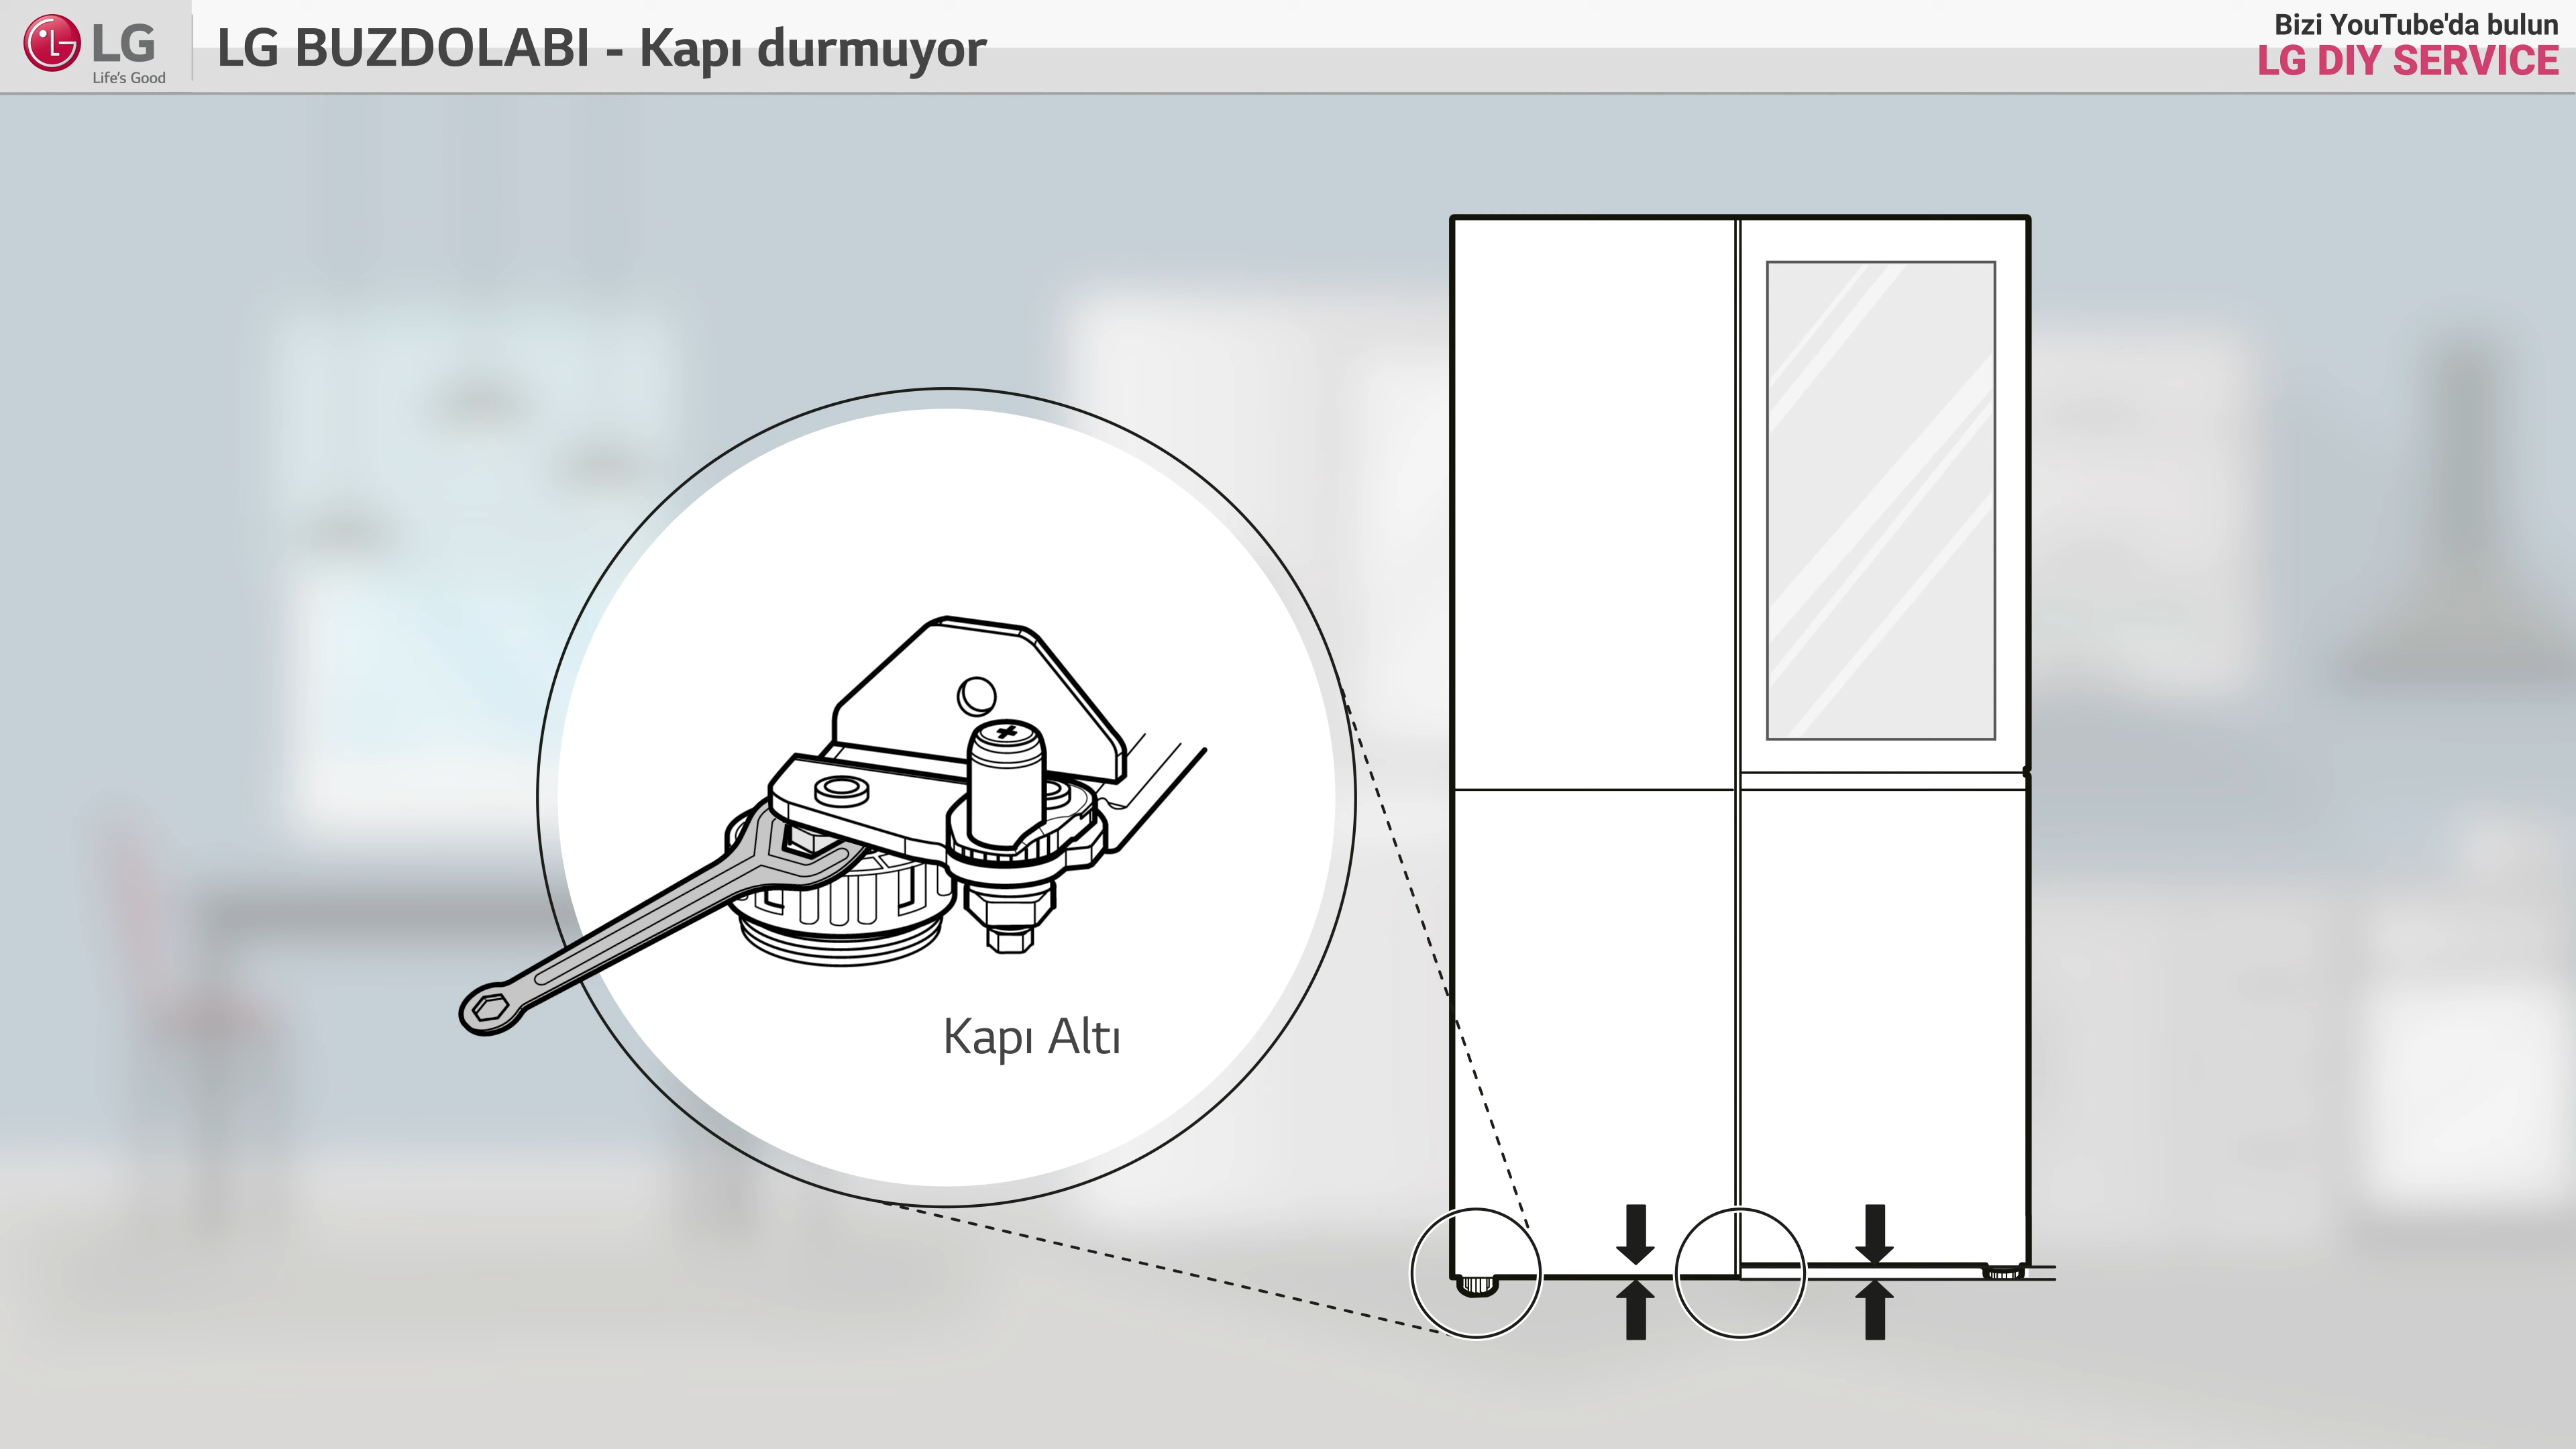 LG
Life's Good
LG BUZDOLABI - Kapı durmuyor
Bizi YouTube'da bulun
LG DIY SERVICE
Kapı Altı